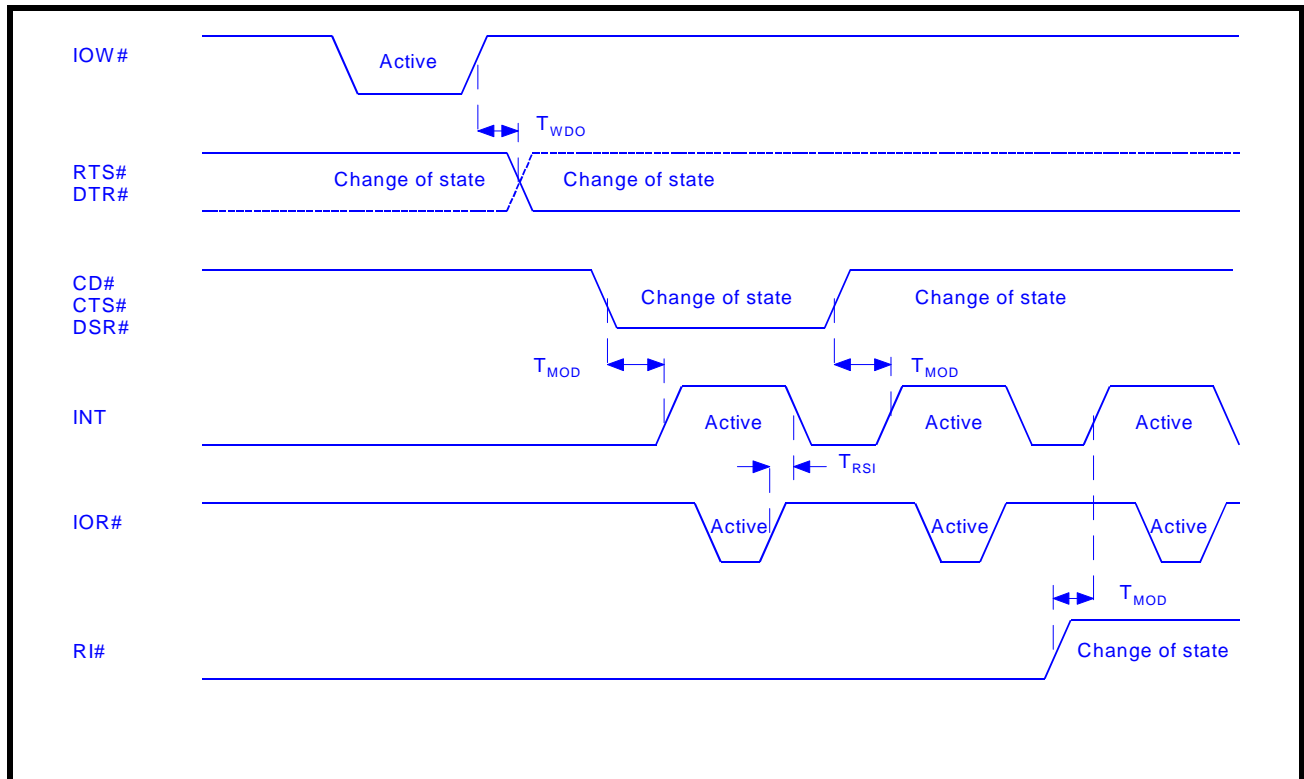 IOW#
Active
TWDO
RTS#
DTR#
Change of state
Change of state
CD#
CTS#
DSR#
Change of state
Change of state
TMOD
TMOD
INT
Active
Active
Active
TRSI
IOR#
Active
Active
Active
TMOD
RI#
Change of state